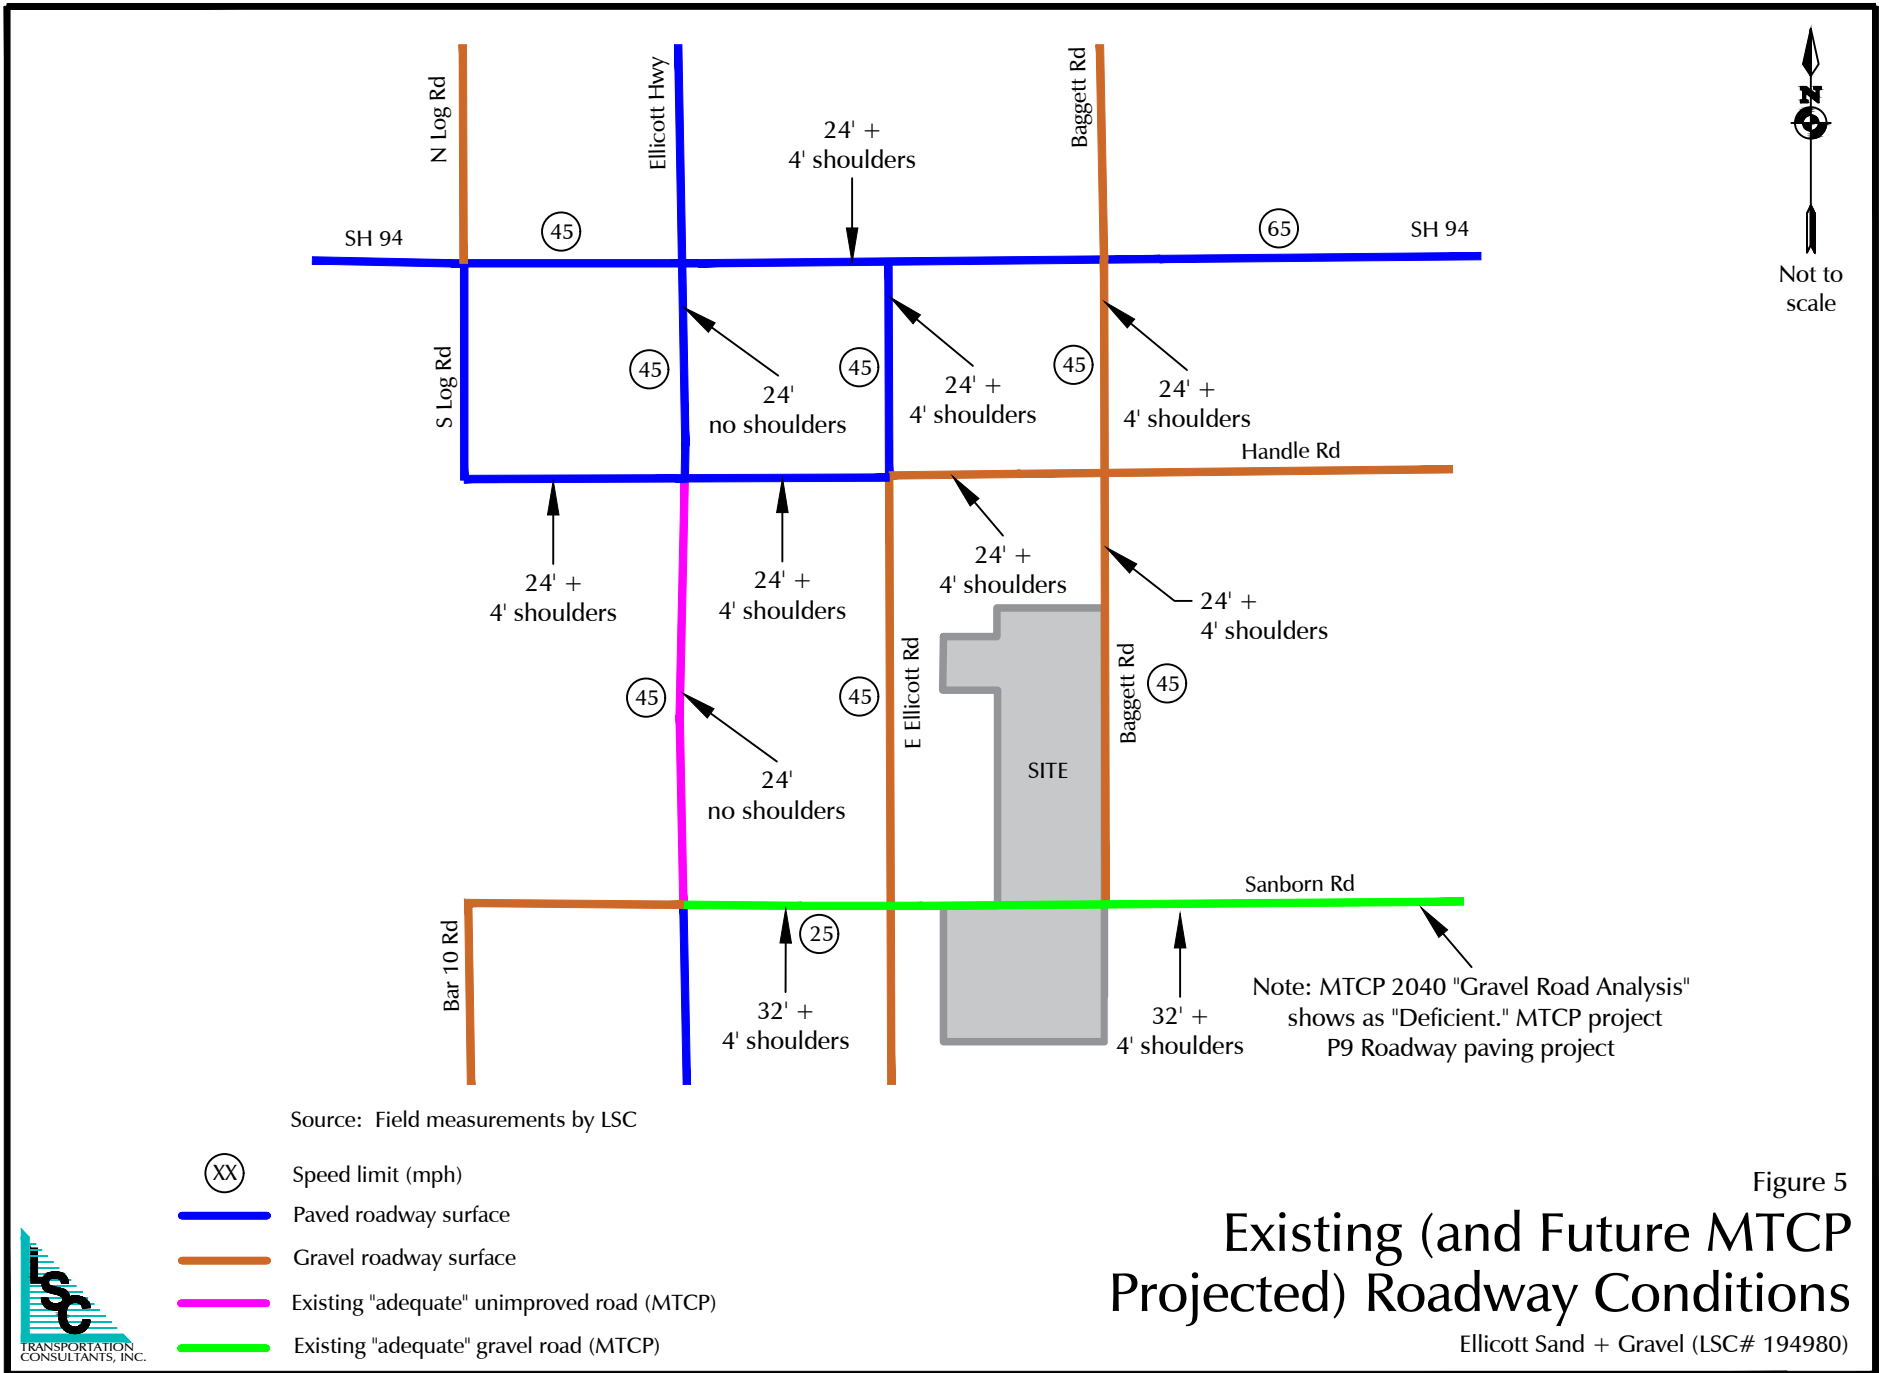 N Log Rd
Ellicott Hwy
Baggett Rd
N
24' +
4' shoulders
SH 94
45
65
SH 94
Not to
scale
S Log Rd
45
45
45
24'
no shoulders
24' +
4' shoulders
24' +
4' shoulders
Handle Rd
24' +
4' shoulders
24' +
4' shoulders
24' +
4' shoulders
24' +
4' shoulders
45
45
E Ellicott Rd
Baggett Rd
45
24'
no shoulders
SITE
Sanborn Rd
Bar 10 Rd
25
32' +
4' shoulders
32' +
4' shoulders
Note: MTCP 2040 "Gravel Road Analysis"
shows as "Deficient." MTCP project
P9 Roadway paving project
Source: Field measurements by LSC
XX
Speed limit (mph)
Paved roadway surface
Gravel roadway surface
Existing "adequate" unimproved road (MTCP)
Existing "adequate" gravel road (MTCP)
LSC
TRANSPORTATION
CONSULTANTS, INC.
Figure 5
Existing (and Future MTCP
Projected) Roadway Conditions
Ellicott Sand + Gravel (LSC# 194980)